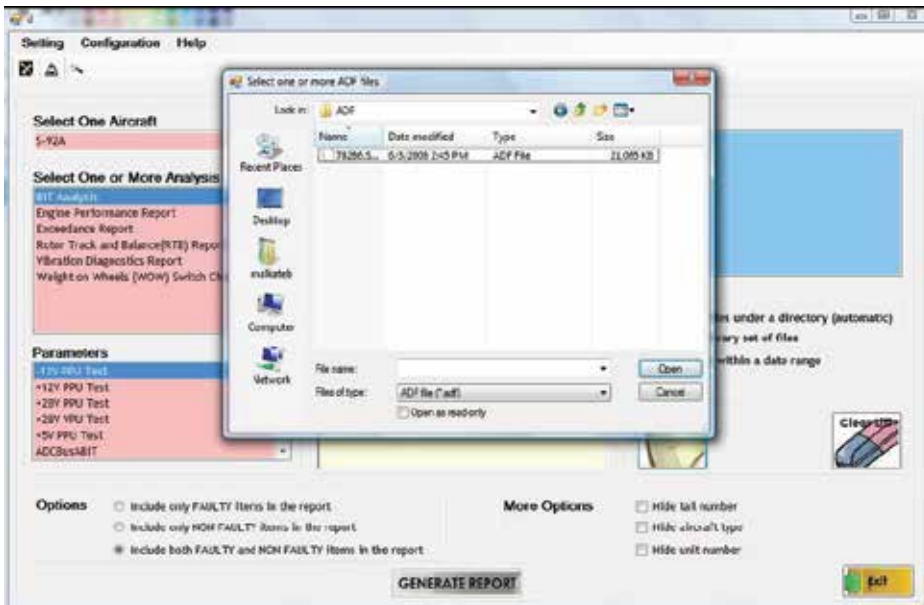 Setting Configuration Help
Select One Aircraft
S-92A
Select One or More Analysis
BIT Analysis
Engine Performance Report
Exceedance Report
Rotor Track and Balance(RTB) Repo
Vibration Diagnostics Report
Weight on Wheels (WOW) Switch Ch
Parameters
-12V PPU Test
+12V PPU Test
+28V PPU Test
+28V VPU Test
+5V PPU Test
ADCBusABIT
Select one or more ADF files
Look in: ADF
Name Date modified Type Size
6/5/2008 2:45 PM ADF File
Recent Places
Desktop
malkateb
Computer
Network
File name:
Open
Files of type: ADF file (*.adf)
Cancel
Open as read-only
les under a directory (automatic)
rary set of files
within a date range
Clear
Options
Include only FAULTY items in the report
Include only NON FAULTY items in the report
Include both FAULTY and NON FAULTY items in the report
More Options
Hide tail number
Hide aircraft type
Hide unit number
GENERATE REPORT
Exit